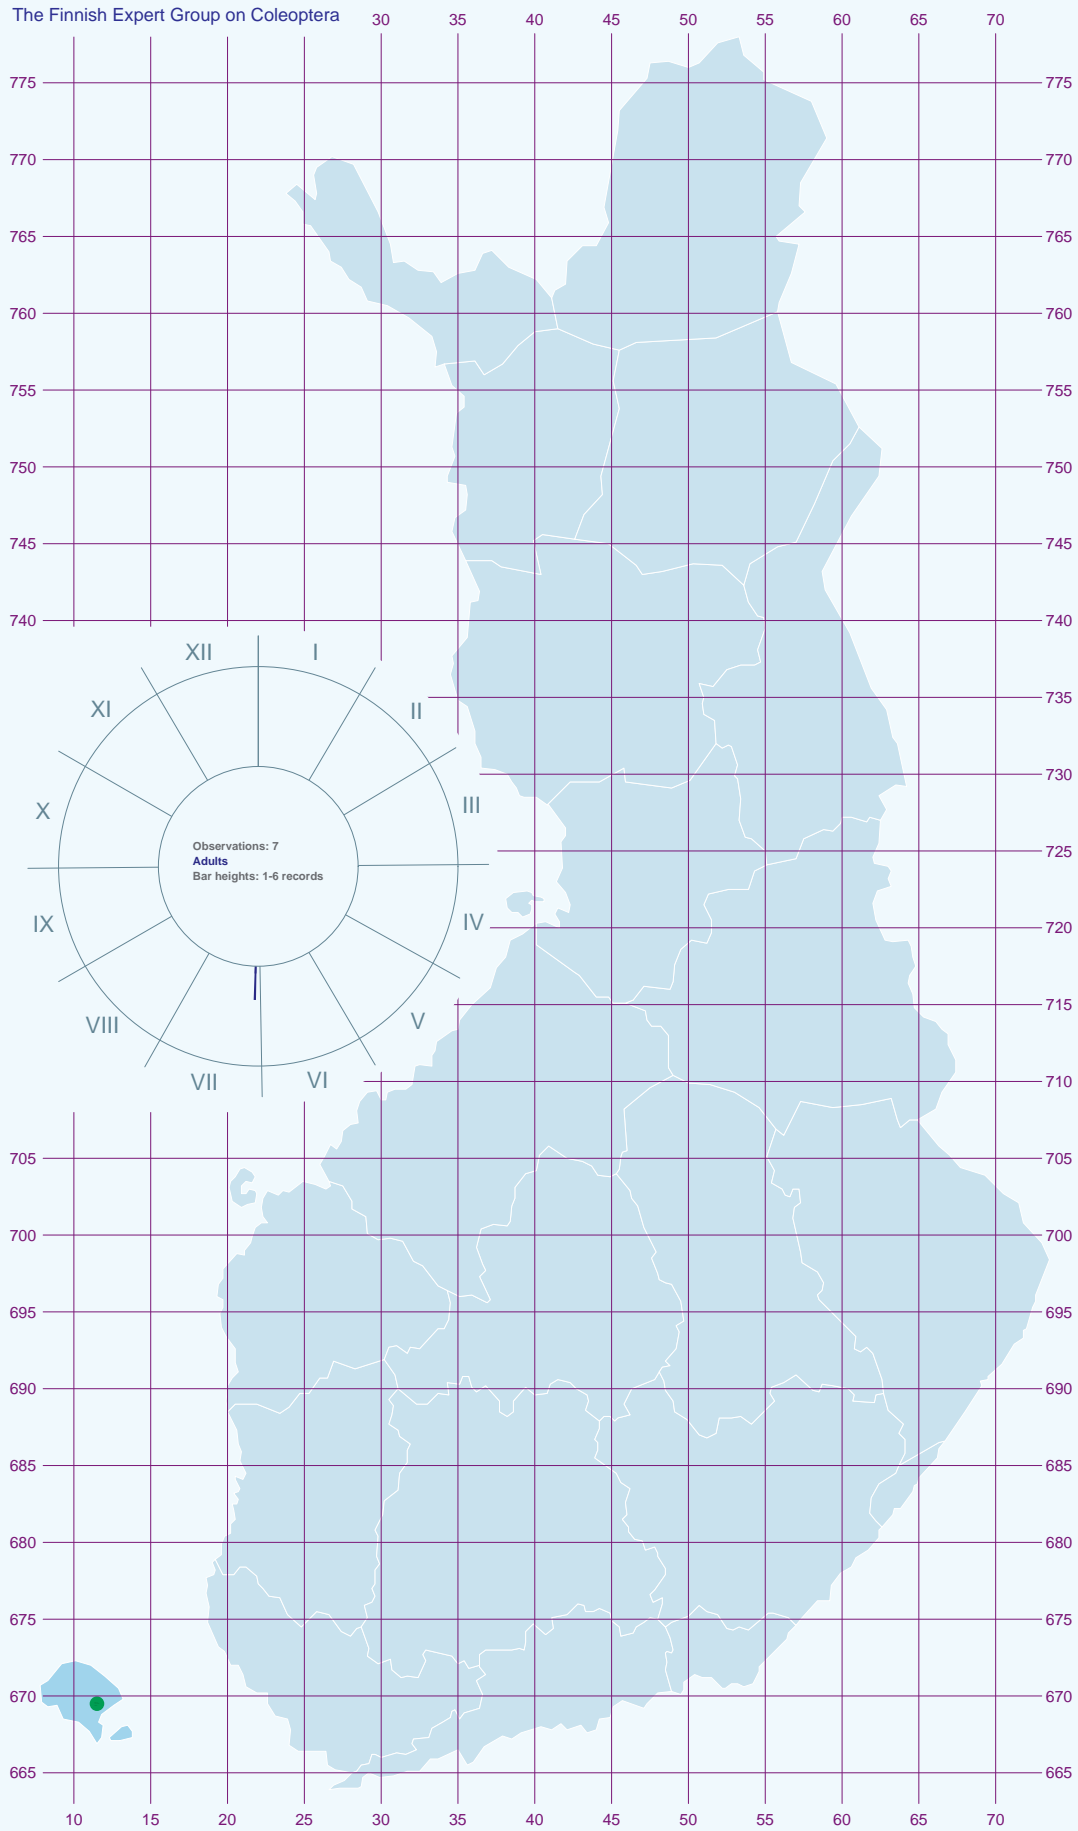 The Finnish Expert Group on Coleoptera
30 35 40 45 50 55 60 65 70
775 775
770 770
765 765
760 760
755 755
750 750
745 745
740 740
XII I
XI II
735
730
X III
725
Observations: 7
Adults
Bar heights: 1-6 records
IX IV
720
VIII V
715
VII VI
710 710
705 705
700 700
695 695
690 690
685 685
680 680
675 675
670 670
665 665
10 15 20 25 30 35 40 45 50 55 60 65 70